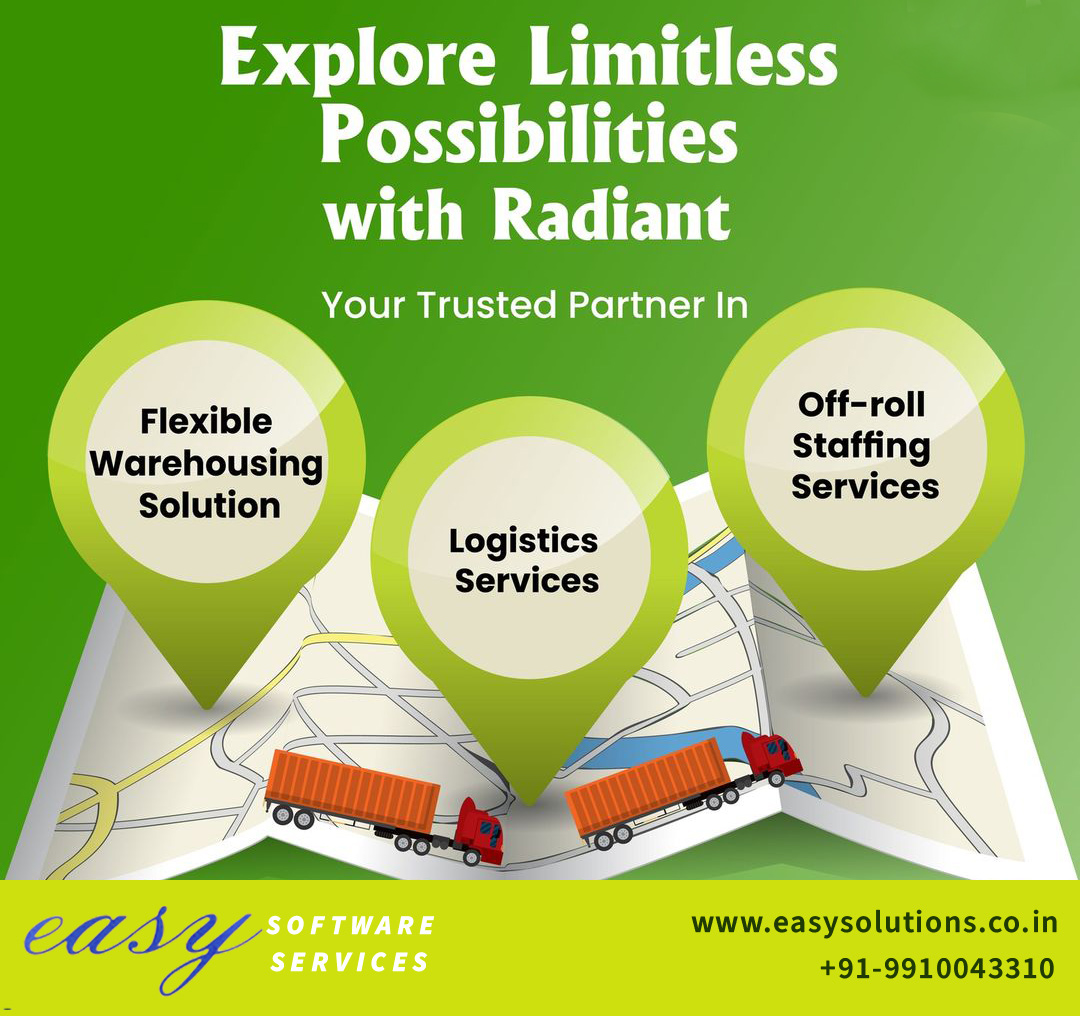 Explore Limitless
Possibilities
with Radiant
Your Trusted Partner In
Flexible
Warehousing
Solution
Logistics
Services
Off-roll
Staffing
Services
easy
SOFTWARE
SERVICES
www.easysolutions.co.in
+91-9910043310